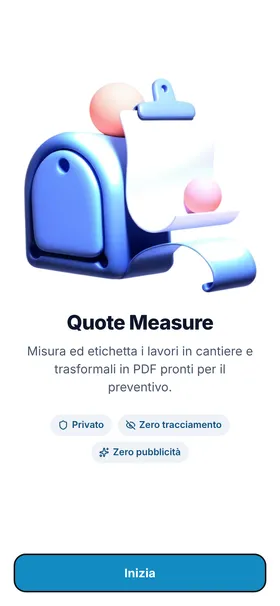 Quote Measure
Misura ed etichetta i lavori in cantiere e
trasformali in PDF pronti per il
preventivo.
Privato
Zero tracciamento
Zero pubblicità
Inizia